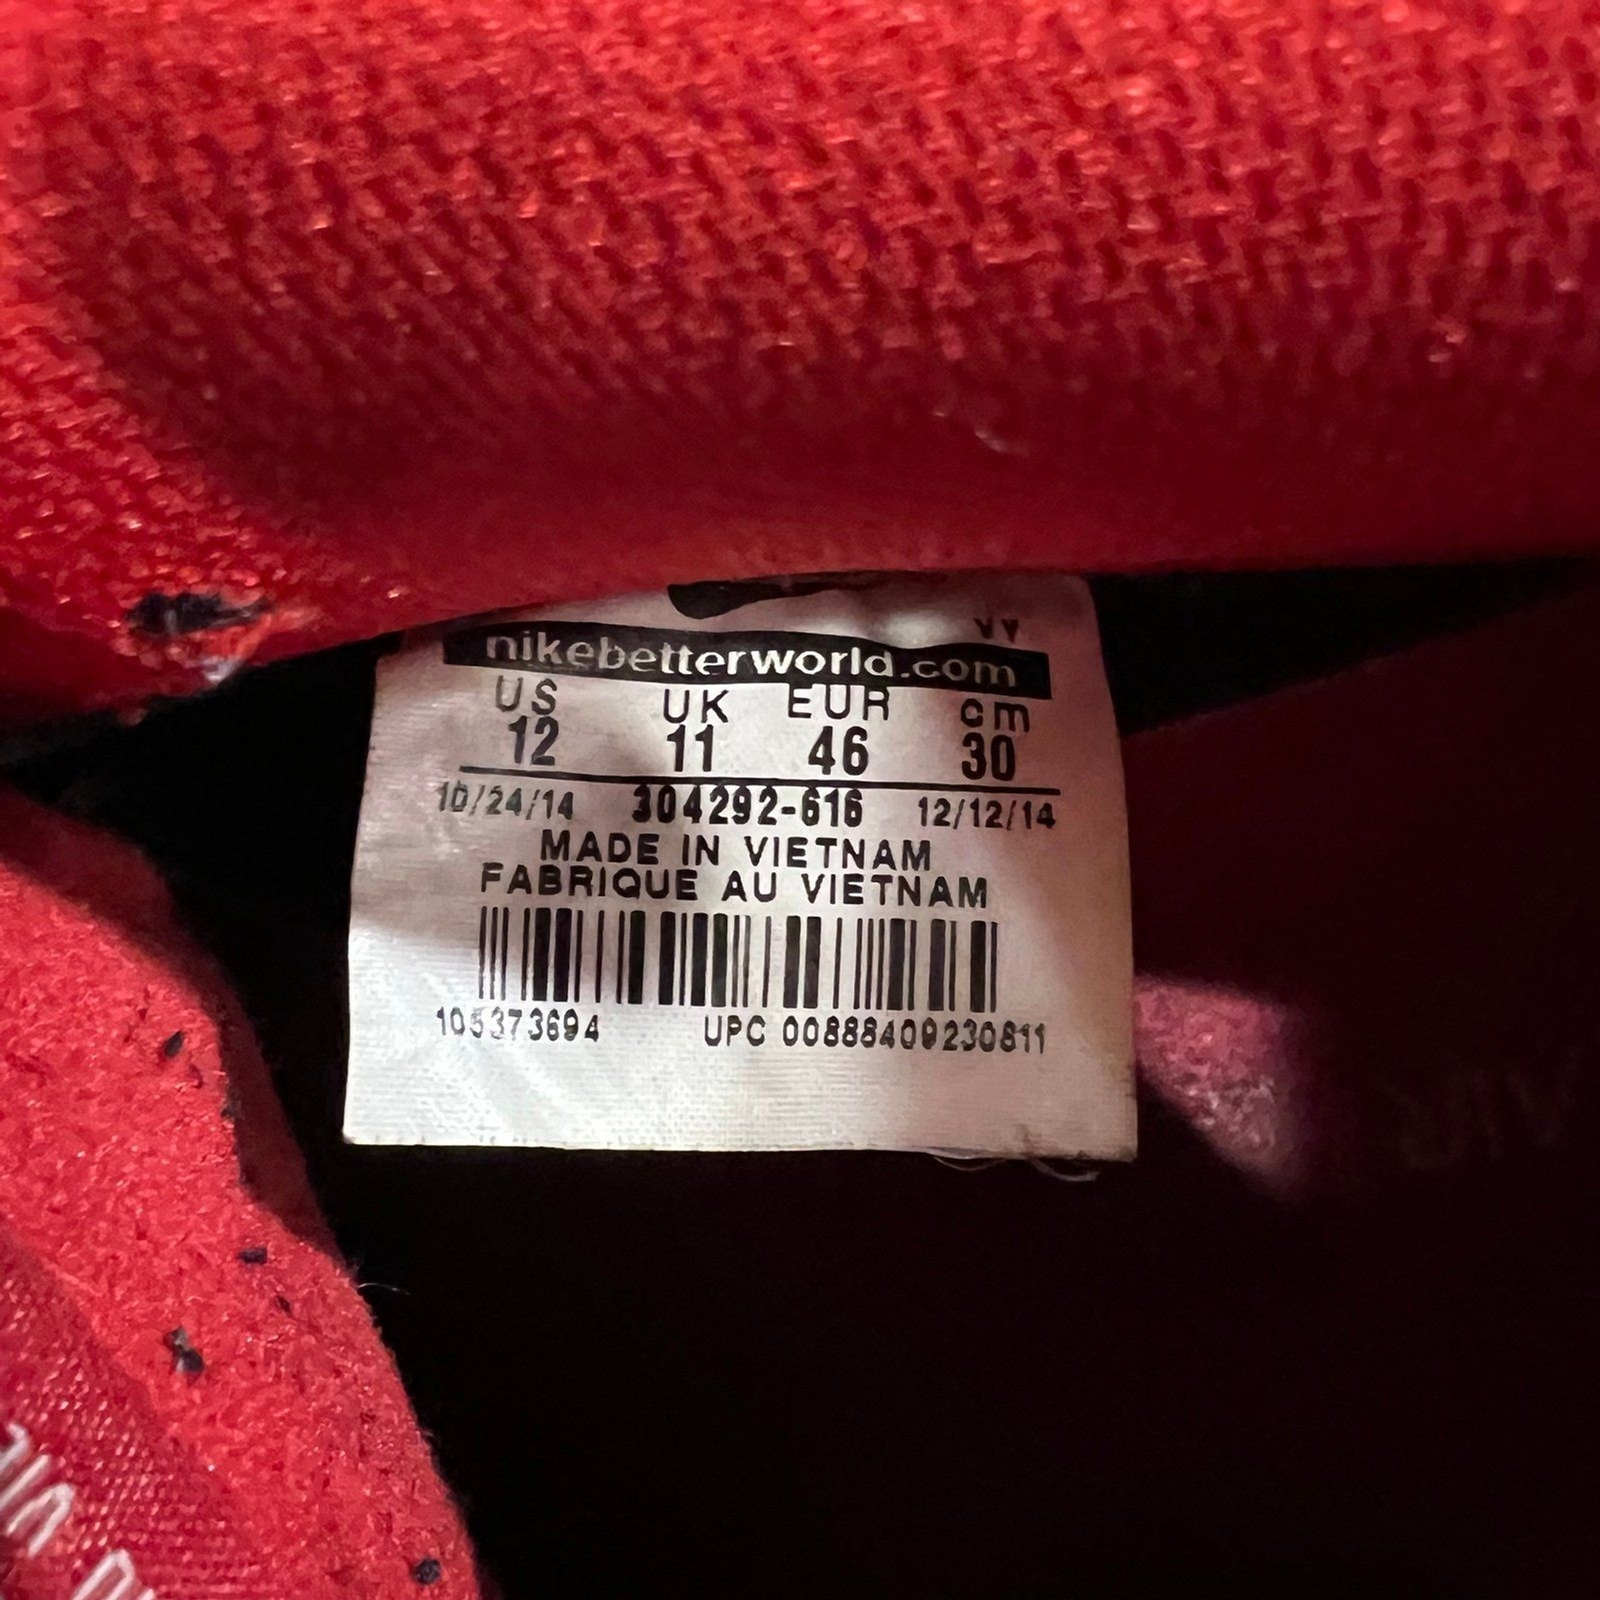 nikebetterworld.com
US UK EUR cm
12 11 46 30
10/24/14 304292-616 12/12/14
MADE IN VIETNAM
FABRIQUE AU VIETNAM
105373694 UPC 00888409230811
AIR